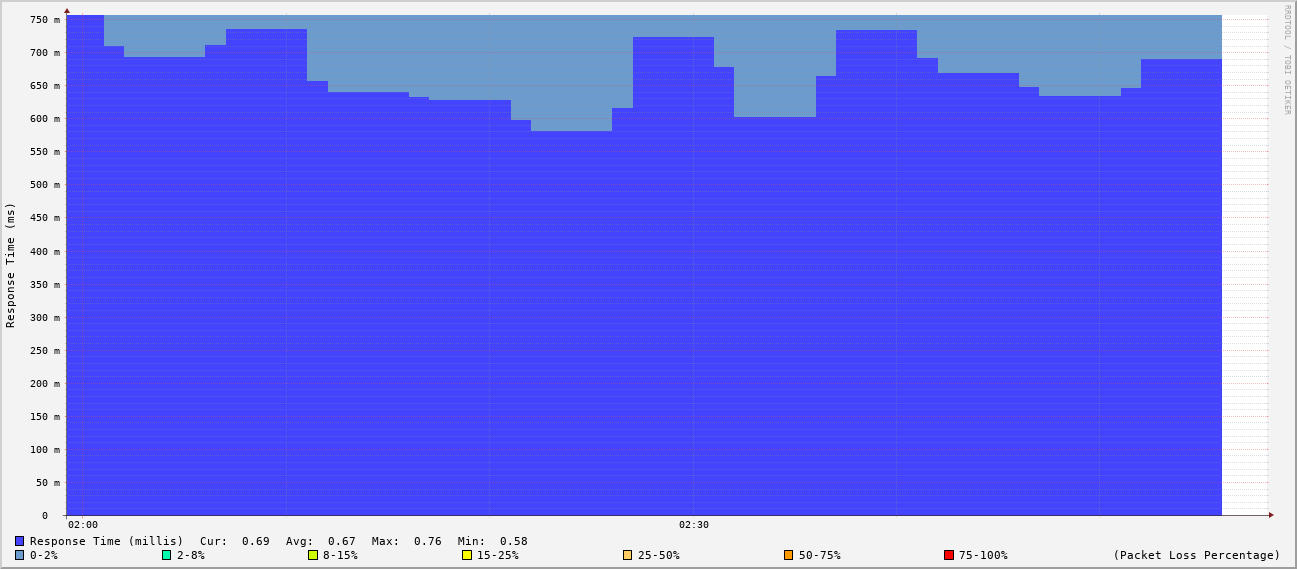 RRDTOOL / TOBI OETIKER
Response Time (ms)
750 m
700 m
650 m
600 m
550 m
500 m
450 m
400 m
350 m
300 m
250 m
200 m
150 m
100 m
50 m
0
02:00 02:30
Response Time (millis) Cur: 0.69 Avg: 0.67 Max: 0.76 Min: 0.58
0-2% 2-8% 8-15% 15-25% 25-50% 50-75% 75-100% (Packet Loss Percentage)